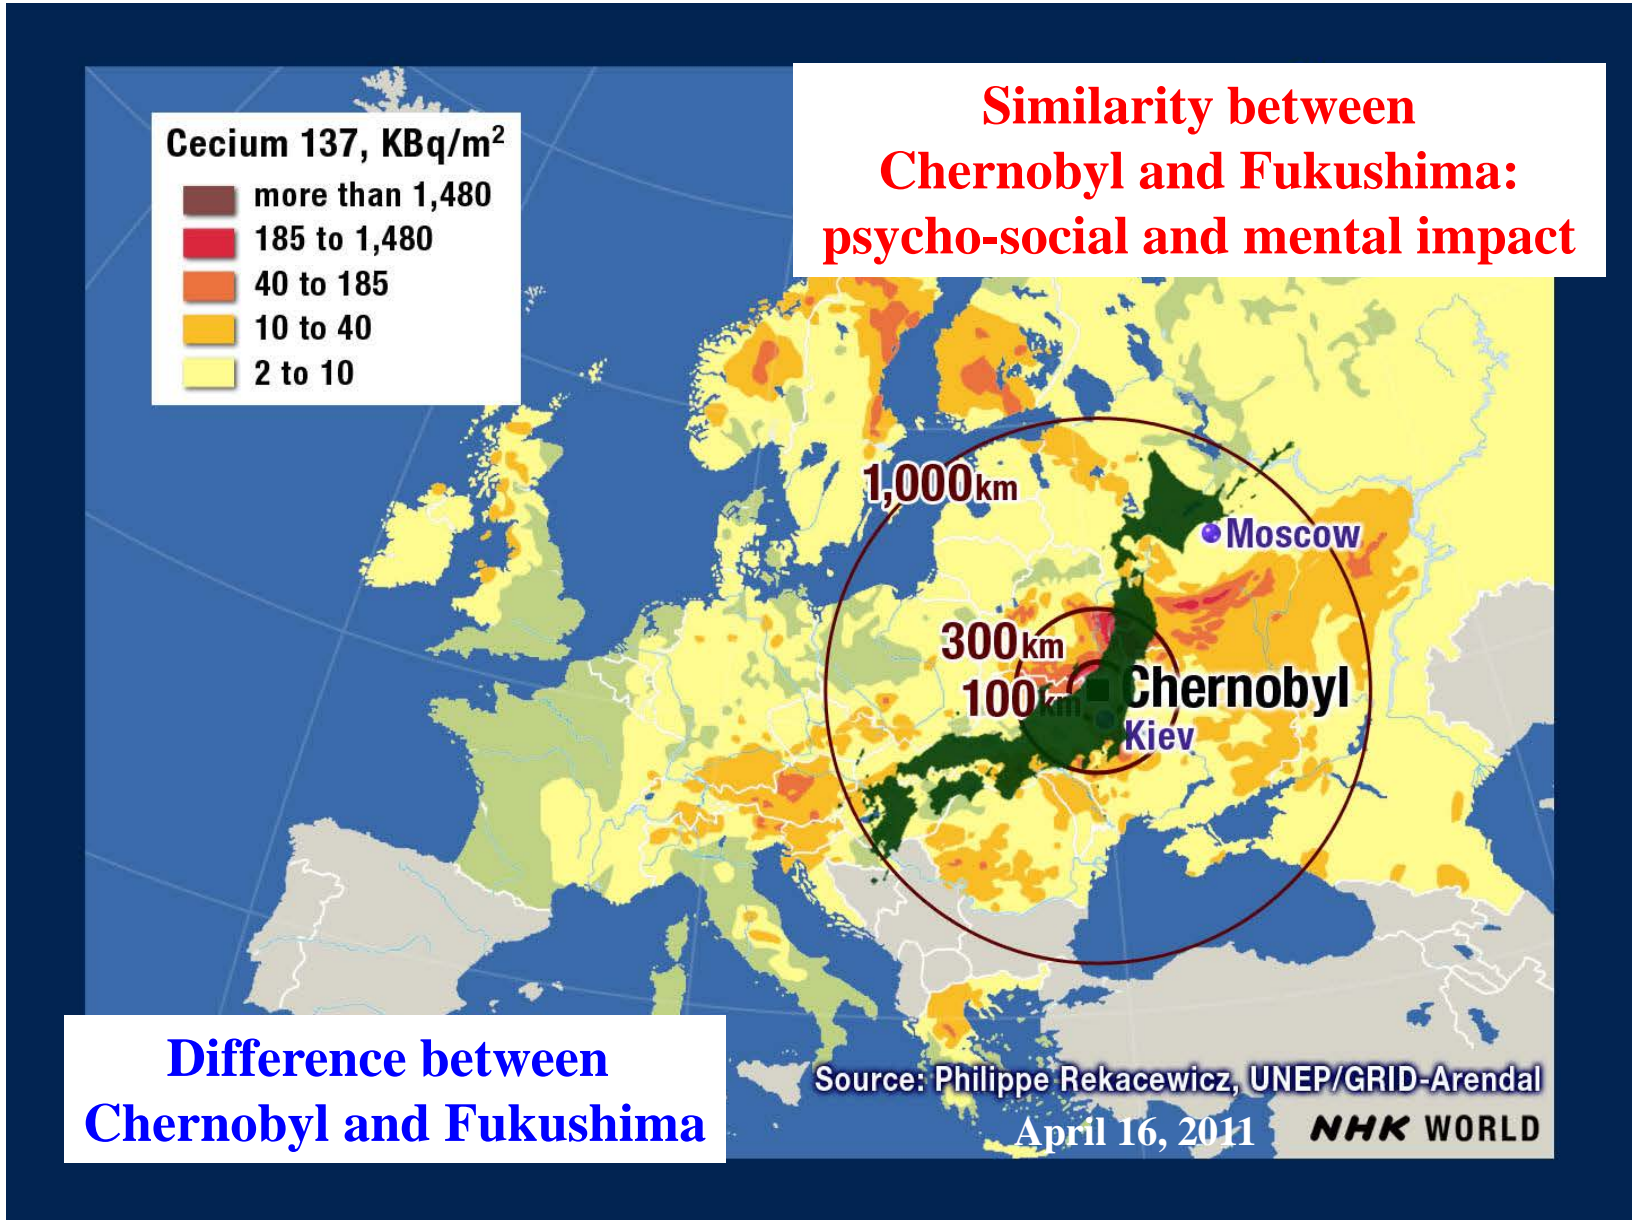 Similarity between
Chernobyl and Fukushima:
psycho-social and mental impact
Cecium 137, KBq/m²
more than 1,480
185 to 1,480
40 to 185
10 to 40
2 to 10
1,000km
Moscow
300km
100km
Chernobyl
Kiev
Difference between
Chernobyl and Fukushima
Source: Philippe Rekacewicz, UNEP/GRID-Arendal
April 16, 2011
NHK WORLD